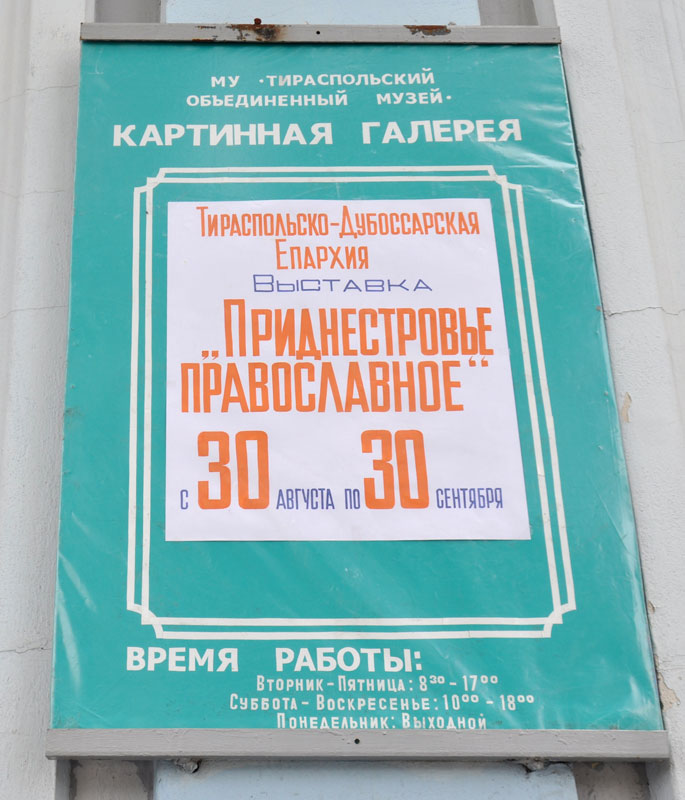 МУ •ТИРАСПОЛЬСКИЙ
ОБЪЕДИНЕННЫЙ МУЗЕЙ•
КАРТИННАЯ ГАЛЕРЕЯ
ТИРАСПОЛЬСКО-ДУБОССАРСКАЯ
ЕПАРХИЯ
ВЫСТАВКА
„ПРИДНЕСТРОВЬЕ
ПРАВОСЛАВНОЕ“
С 30 АВГУСТА ПО 30 СЕНТЯБРЯ
ВРЕМЯ РАБОТЫ:
ВТОРНИК-ПЯТНИЦА: 8³⁰-17⁰⁰
СУББОТА-ВОСКРЕСЕНЬЕ: 10⁰⁰-18⁰⁰
ПОНЕДЕЛЬНИК: ВЫХОДНОЙ